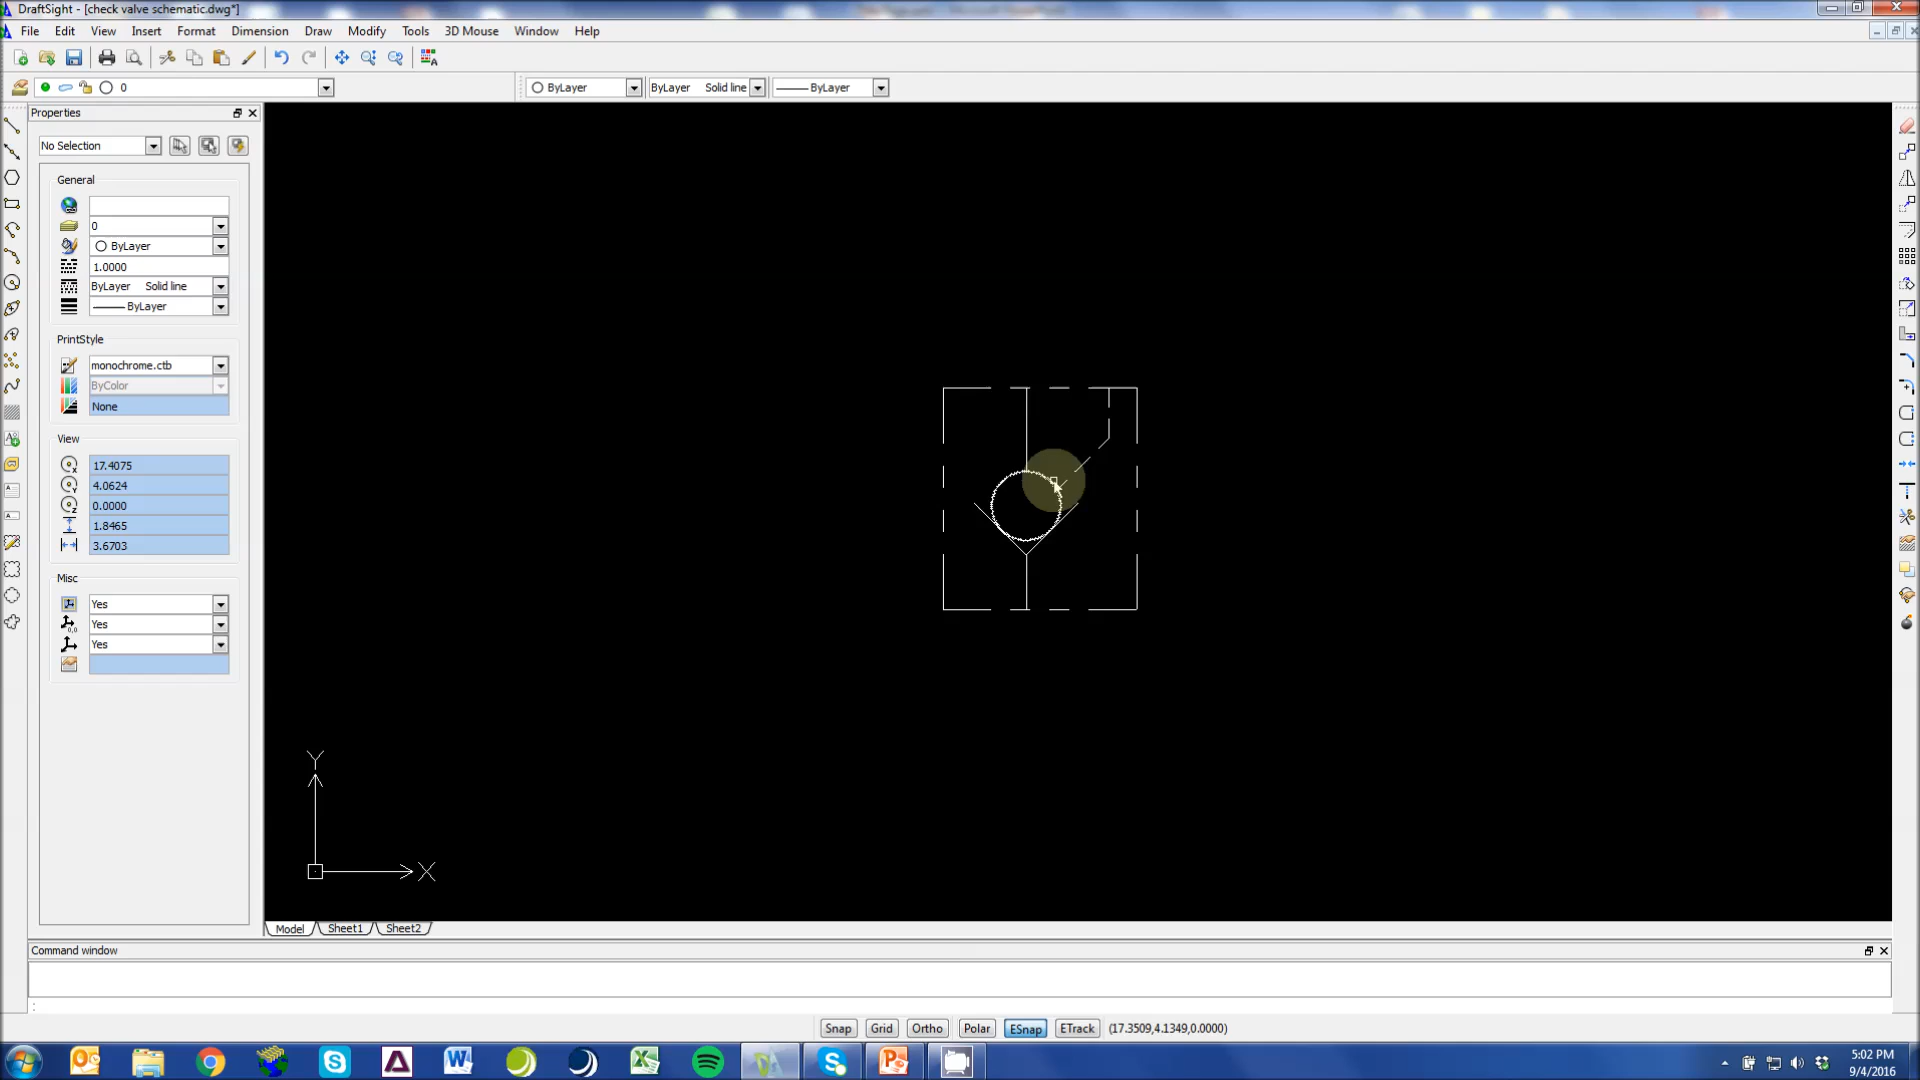 DraftSight - [check valve schematic.dwg*]
File Edit View Insert Format Dimension Draw Modify Tools 3D Mouse Window Help
0 ByLayer ByLayer Solid line ByLayer
Properties
No Selection
General
0
ByLayer
1.0000
ByLayer Solid line
ByLayer
PrintStyle
monochrome.ctb
ByColor
None
View
17.4075
4.0624
0.0000
1.8465
3.6703
Misc
Yes
Yes
Yes
Y
X
Model Sheet1 Sheet2
Command window
:
Snap Grid Ortho Polar ESnap ETrack (17.3509,4.1349,0.0000)
5:02 PM
9/4/2016